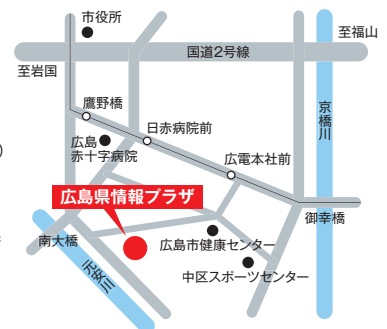 市役所
至福山
国道2号線
至岩国
京橋川
鷹野橋
日赤病院前
広島
赤十字病院
)
広電本社前
広島県情報プラザ
御幸橋
南大橋
広島市健康センター
元安川
中区スポーツセンター